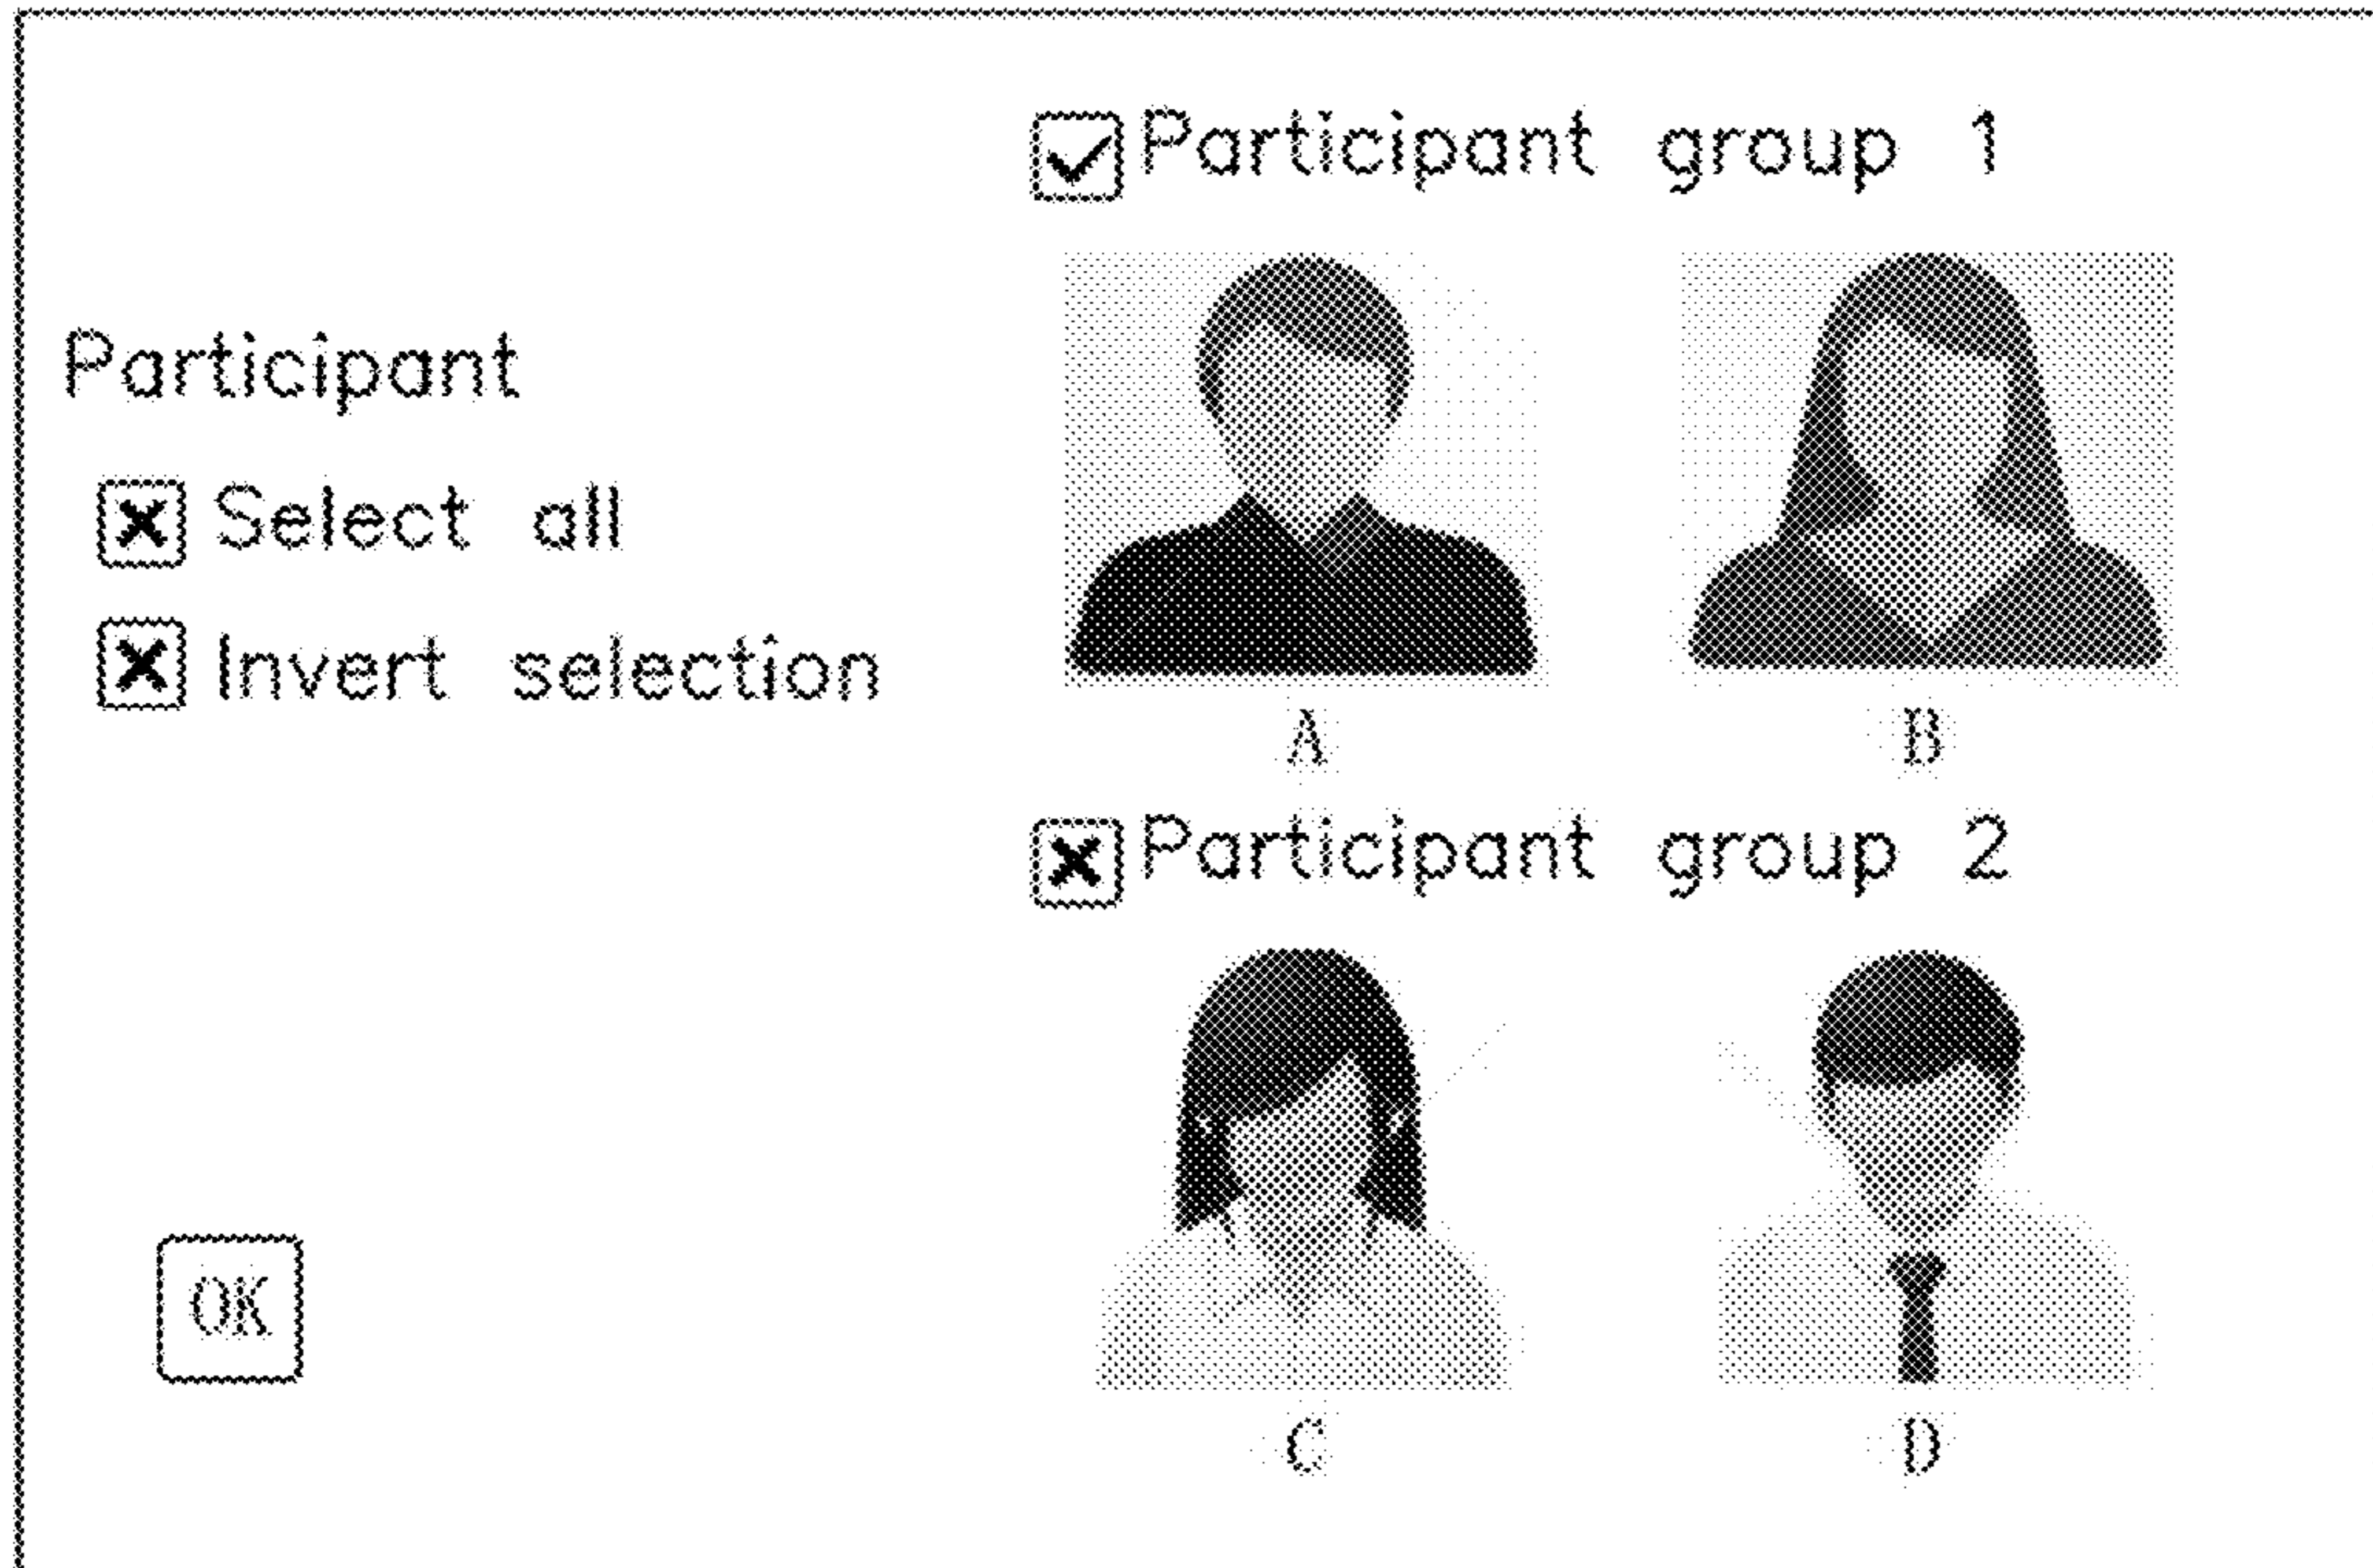 Participant
Select all
Invert selection
OK
Participant group 1
A
B
Participant group 2
C
D